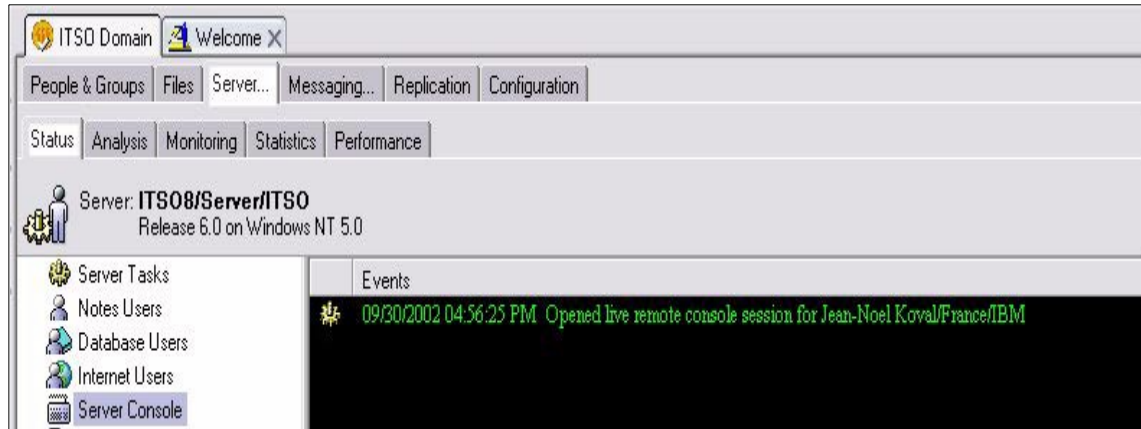 ITSO Domain Welcome
People & Groups Files Server... Messaging... Replication Configuration
Status Analysis Monitoring Statistics Performance
Server: ITSO8/Server/ITSO
Release 6.0 on Windows NT 5.0
Server Tasks
Notes Users
Database Users
Internet Users
Server Console
Events
09/30/2002 04:56:25 PM Opened live remote console session for Jean-Noel Koval/France/IBM